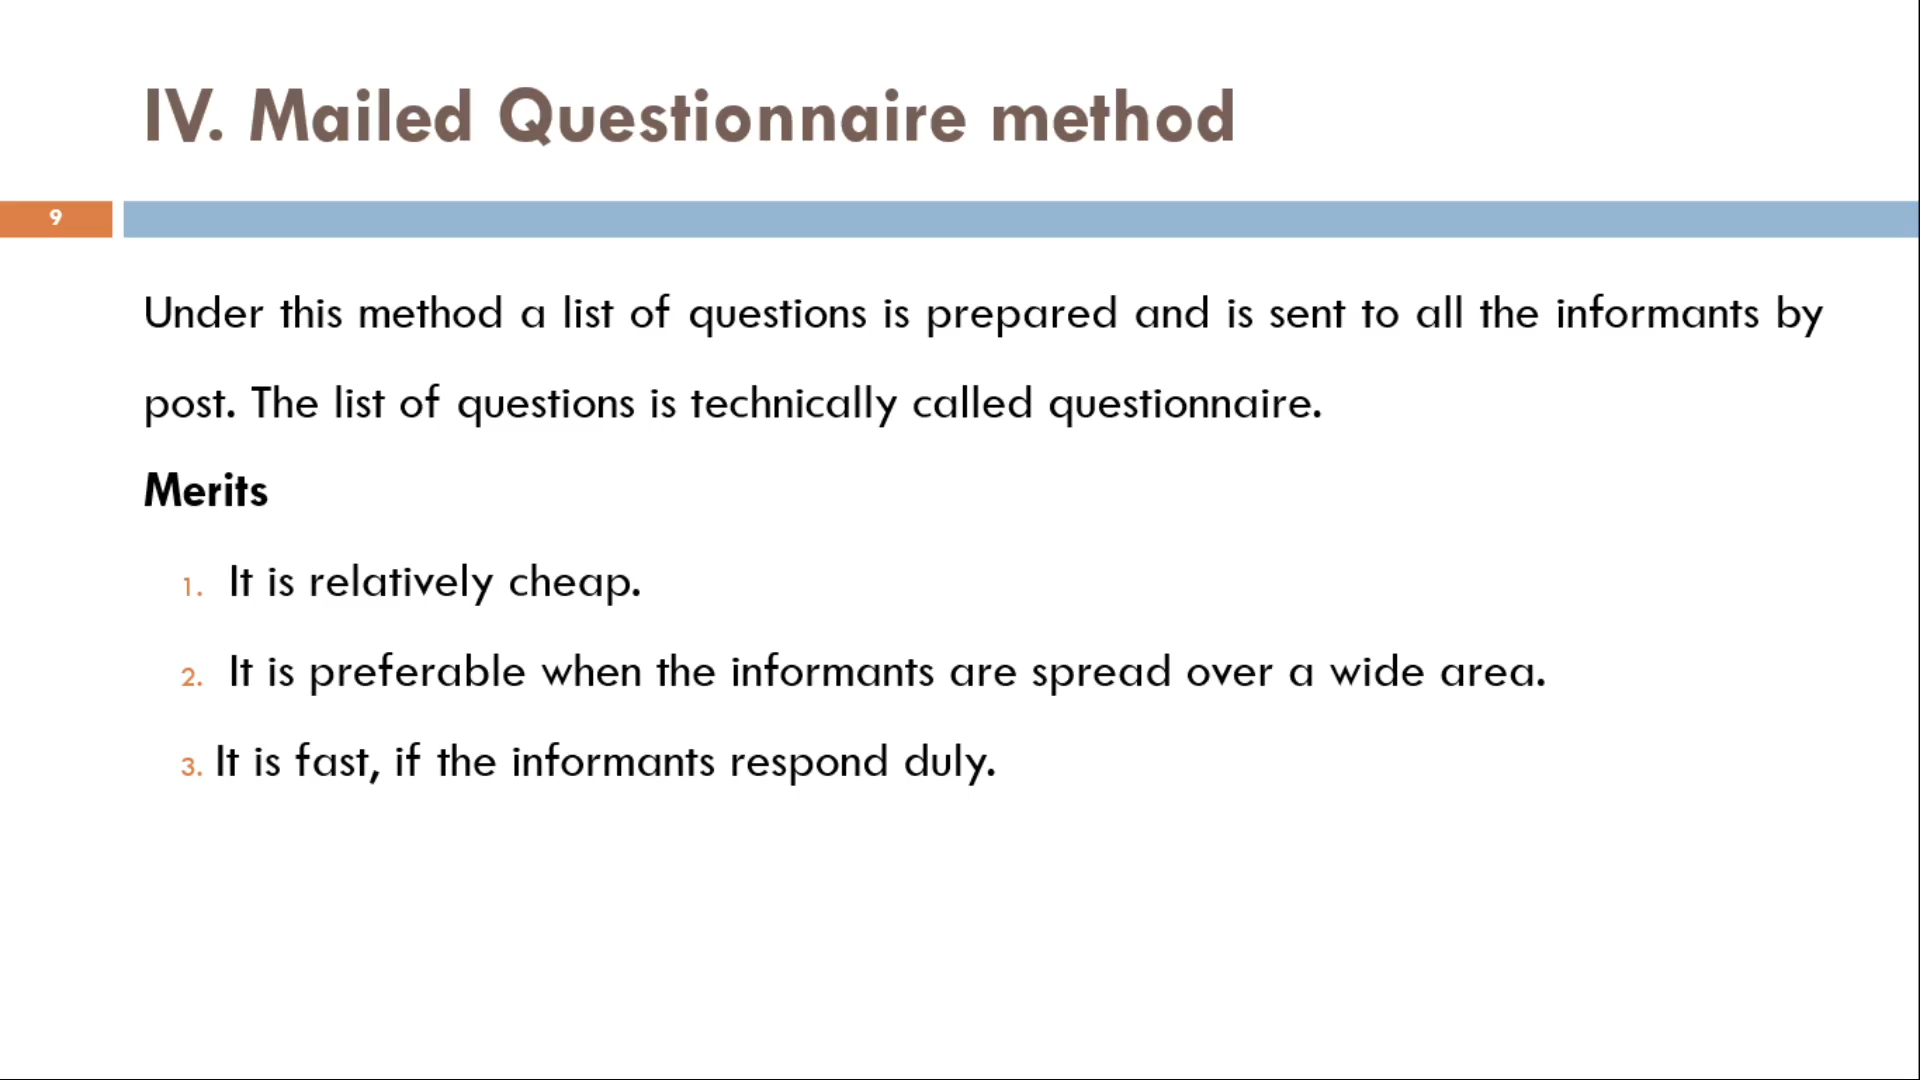 IV. Mailed Questionnaire method
9
Under this method a list of questions is prepared and is sent to all the informants by
post. The list of questions is technically called questionnaire.
Merits
1. It is relatively cheap.
2. It is preferable when the informants are spread over a wide area.
3. It is fast, if the informants respond duly.